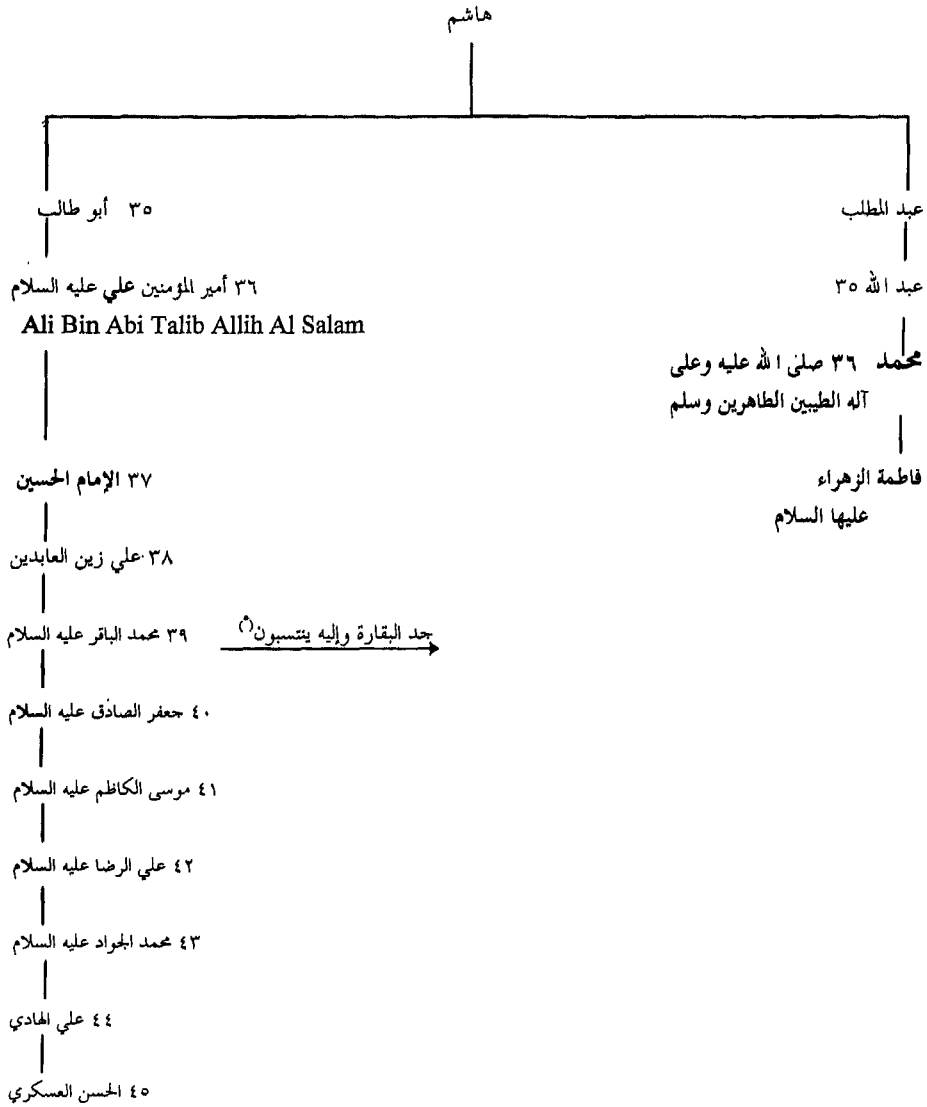 هاشم
عبد المطلب
٣٥ أبو طالب
عبد الله ٣٥
٣٦ أمير المؤمنين علي عليه السلام
Ali Bin Abi Talib Allih Al Salam
محمد ٣٦ صلى الله عليه وعلى
آله الطيبين الطاهرين وسلم
فاطمة الزهراء
عليها السلام
٣٧ الإمام الحسين
٣٨ علي زين العابدين
٣٩ محمد الباقر عليه السلام
جد البقارة وإليه ينتسبون(*)
٤٠ جعفر الصادق عليه السلام
٤١ موسى الكاظم عليه السلام
٤٢ علي الرضا عليه السلام
٤٣ محمد الجواد عليه السلام
٤٤ علي الهادي
٤٥ الحسن العسكري